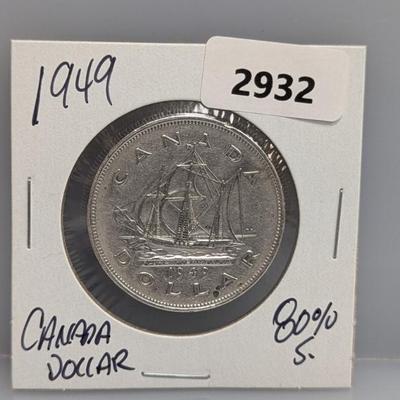 1949
2932
CANADA
1949
DOLLAR
CANADA
DOLLAR
80%
S.